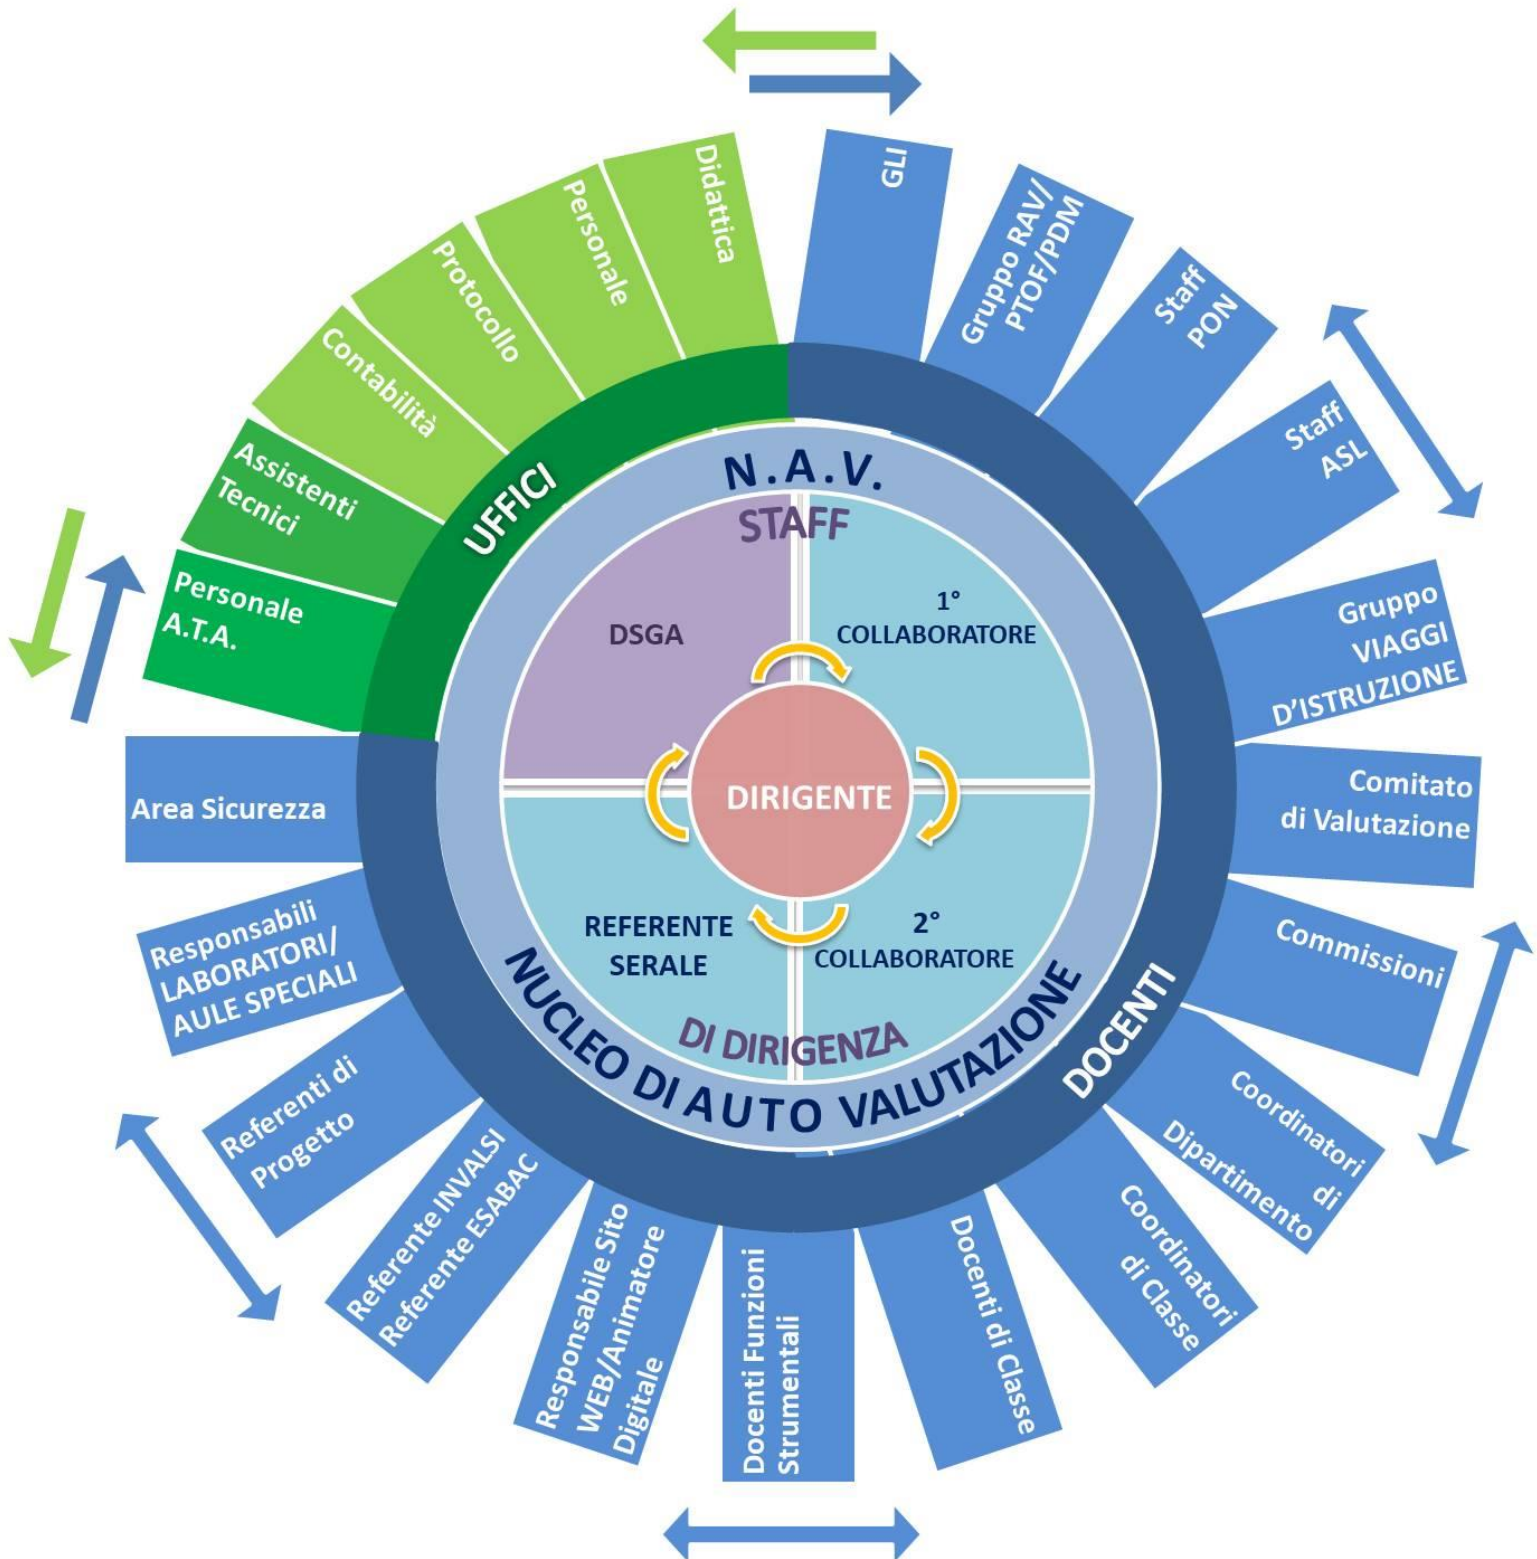 GLI
Gruppo RAV/
PTOF/PDM
Staff
PON
Staff
ASL
Gruppo
VIAGGI
D’ISTRUZIONE
Comitato
di Valutazione
Commissioni
Coordinatori
di
Dipartimento
Coordinatori
di Classe
Docenti di Classe
Docenti Funzioni
Strumentali
Responsabile Sito
WEB/Animatore
Digitale
Referente INVALSI
Referente ESABAC
Referenti di
Progetto
Responsabili
LABORATORI/
AULE SPECIALI
Area Sicurezza
Personale
A.T.A.
Assistenti
Tecnici
Contabilità
Protocollo
Personale
Didattica
UFFICI
DOCENTI
N.A.V.
NUCLEO DI AUTO VALUTAZIONE
STAFF
DI DIRIGENZA
DSGA
1°
COLLABORATORE
2°
COLLABORATORE
REFERENTE
SERALE
DIRIGENTE